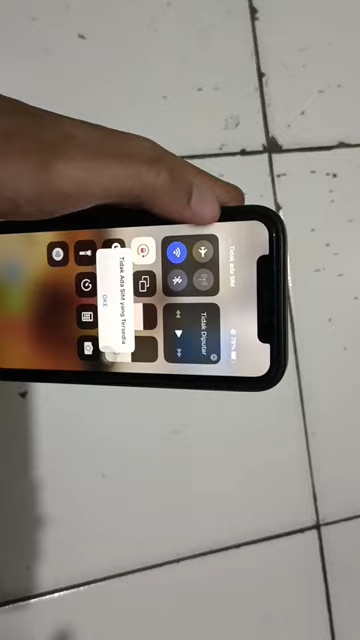 Tidak ada SIM
78%
Tidak Diputar
Tidak Ada SIM yang Tersedia
OKE